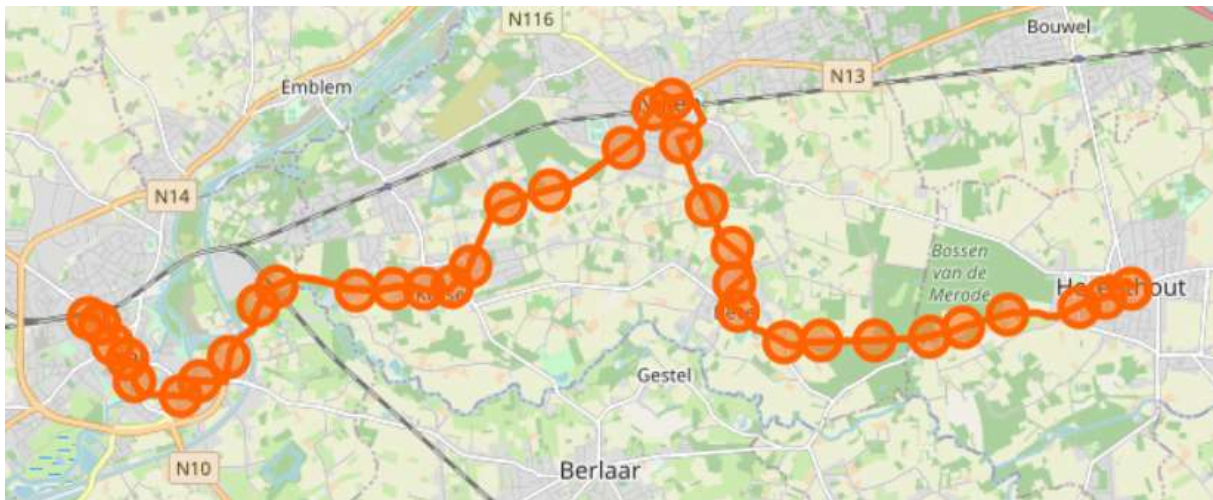 N116
Bouwel
N13
Emblem
N14
Bossen
van de
Merode
Gestel
Berlaar
N10